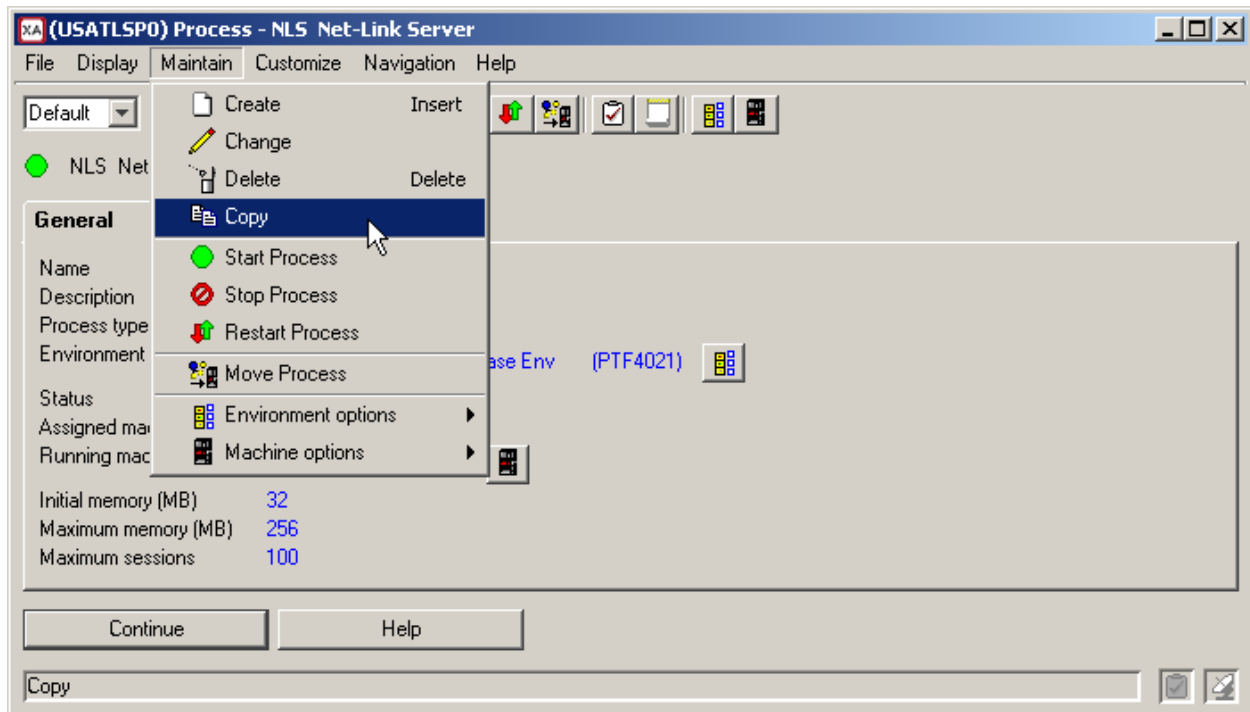 XA (USATLSP0) Process - NLS Net-Link Server
File Display Maintain Customize Navigation Help
Default
Create Insert
Change
NLS Net
Delete Delete
General
Copy
Name
Start Process
Description
Stop Process
Process type
Restart Process
Environment
ase Env (PTF4021)
Move Process
Status
Environment options
Assigned ma
Running mac
Machine options
Initial memory (MB) 32
Maximum memory (MB) 256
Maximum sessions 100
Continue Help
Copy